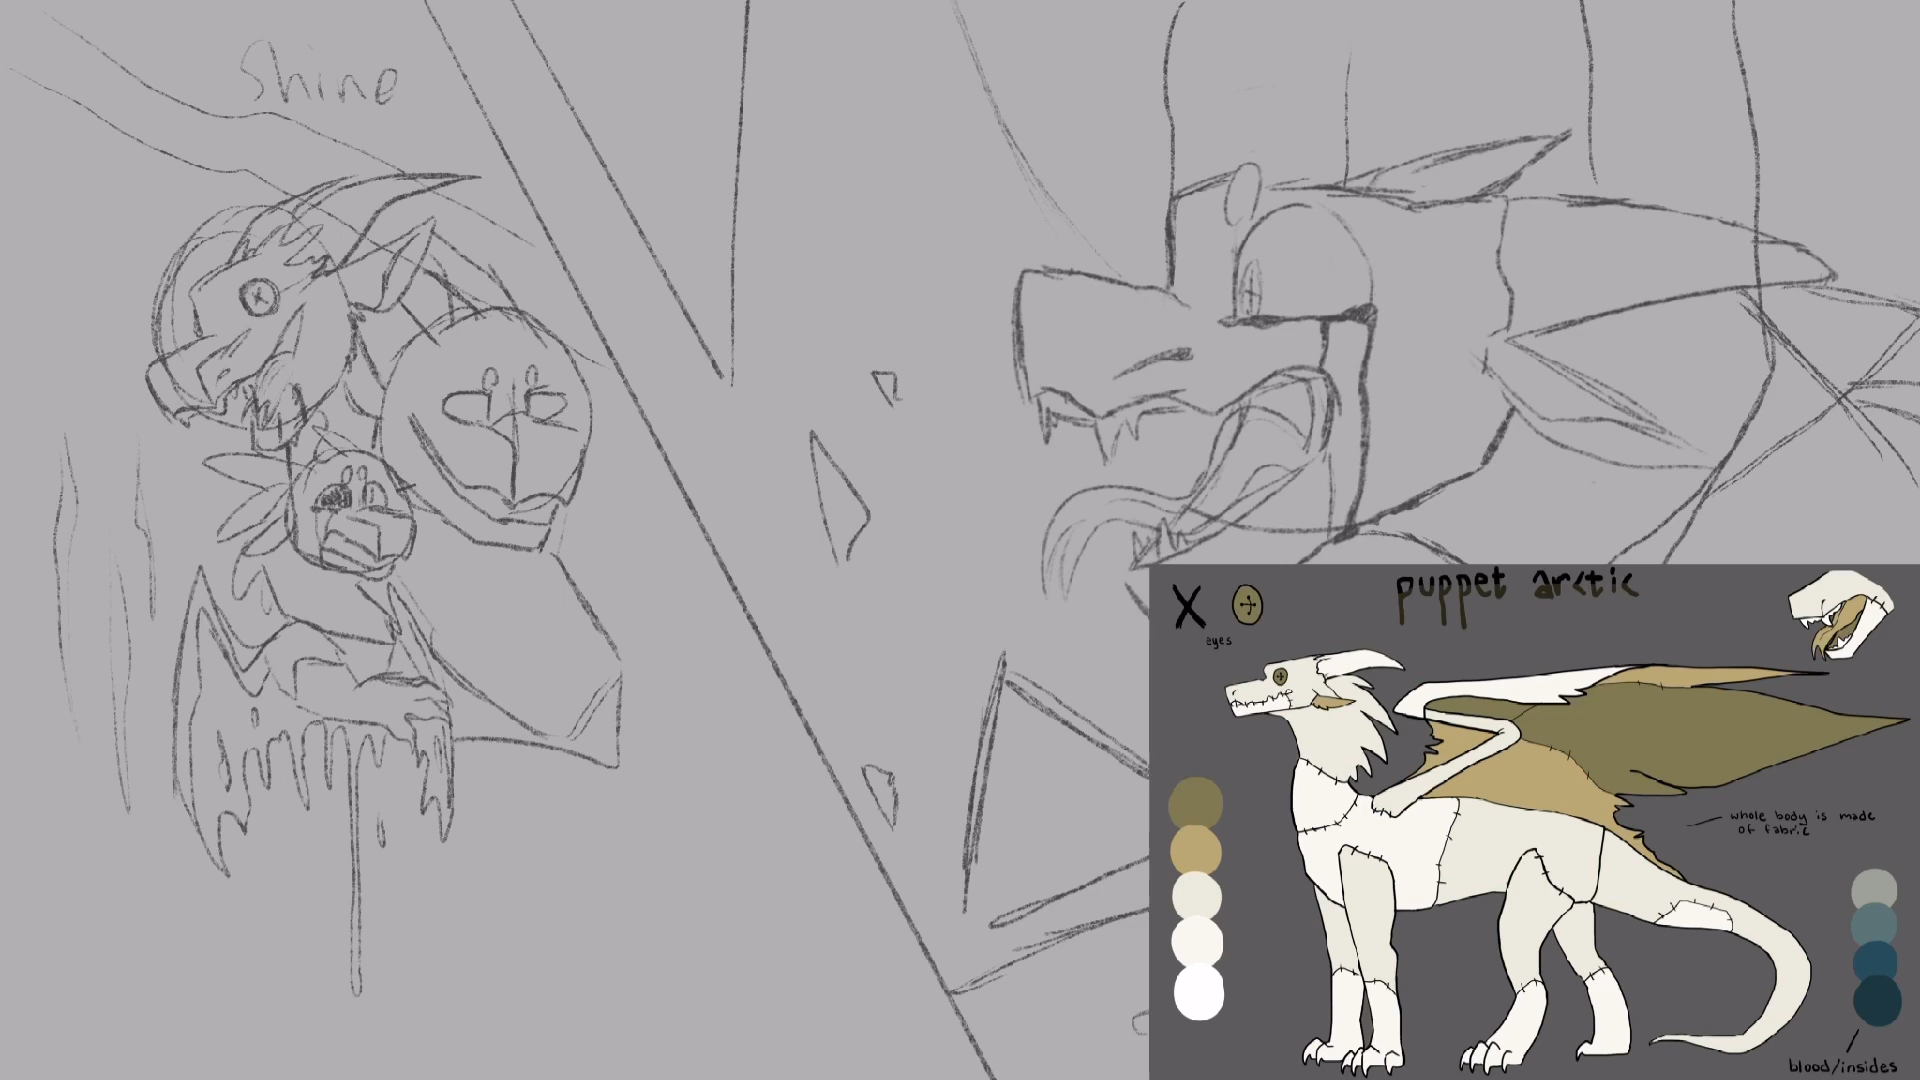 Shine
puppet arctic
X
eyes
whole body is made
of fabric
blood/insides